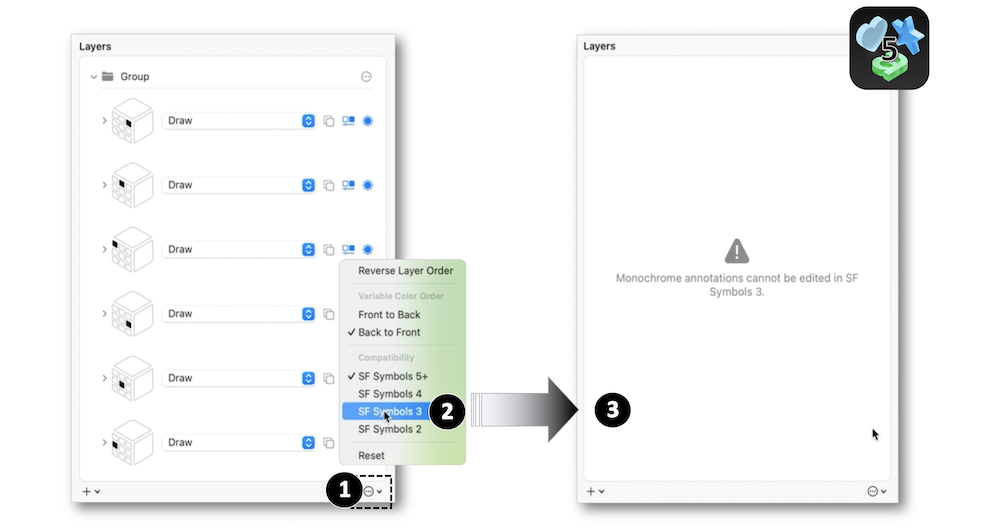 Layers
Group
Draw
Draw
Draw
Draw
Draw
Draw
Reverse Layer Order
Variable Color Order
Front to Back
✓ Back to Front
Compatibility
✓ SF Symbols 5+
SF Symbols 4
SF Symbols 3
SF Symbols 2
Reset
1
2
3
Layers
5
Monochrome annotations cannot be edited in SF
Symbols 3.